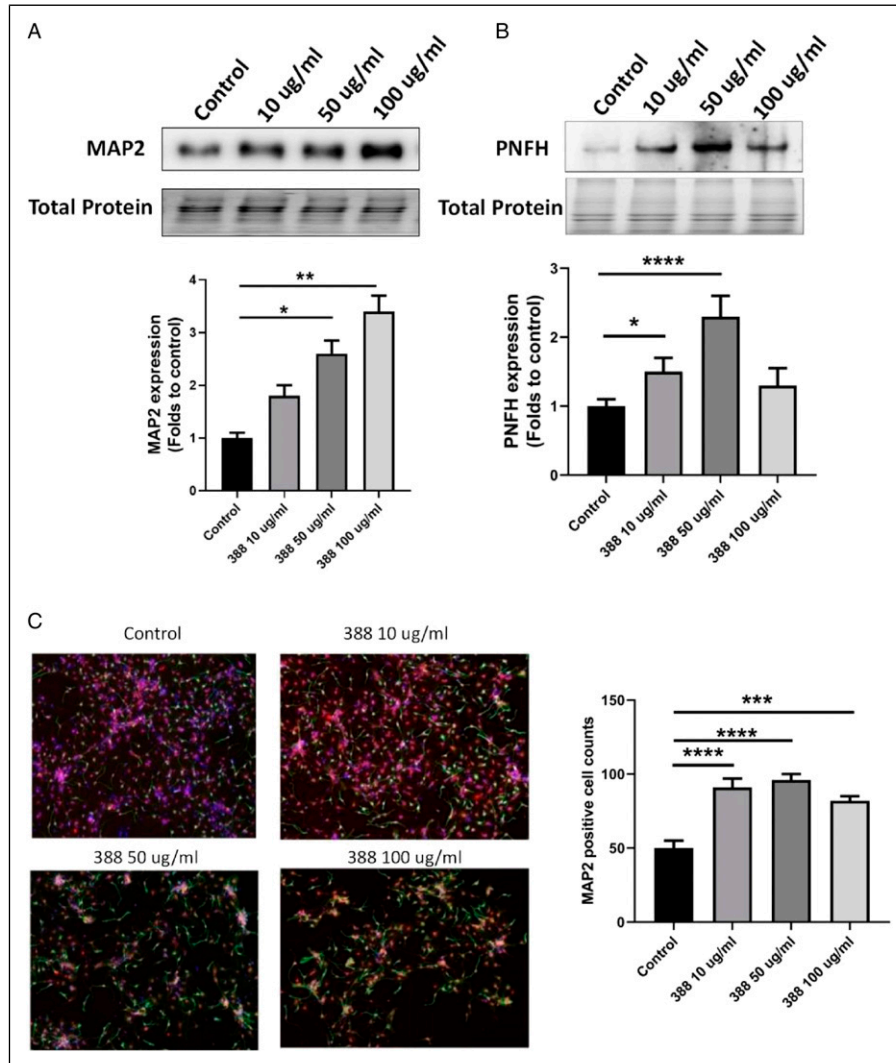 A
Control
10 ug/ml
50 ug/ml
100 ug/ml
MAP2
Total Protein
**
*
MAP2 expression
(Folds to control)
4
3
2
1
0
Control
388 10 ug/ml
388 50 ug/ml
388 100 ug/ml
B
Control
10 ug/ml
50 ug/ml
100 ug/ml
PNFH
Total Protein
****
*
PNFH expression
(Folds to control)
3
2
1
0
Control
388 10 ug/ml
388 50 ug/ml
388 100 ug/ml
C
Control
388 10 ug/ml
388 50 ug/ml
388 100 ug/ml
***
****
****
MAP2 positive cell counts
150
100
50
0
Control
388 10 ug/ml
388 50 ug/ml
388 100 ug/ml